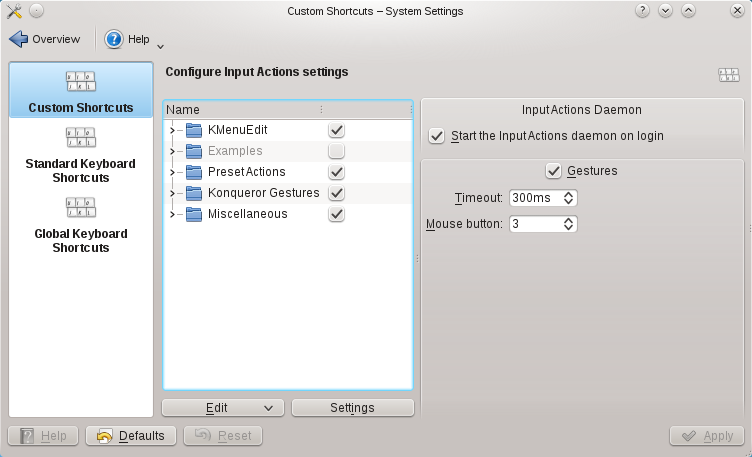 Custom Shortcuts – System Settings
Overview
Help
Custom Shortcuts
Standard Keyboard
Shortcuts
Global Keyboard
Shortcuts
Configure Input Actions settings
Name
KMenuEdit
Examples
PresetActions
Konqueror Gestures
Miscellaneous
Edit
Settings
Input Actions Daemon
Start the Input Actions daemon on login
Gestures
Timeout: 300ms
Mouse button: 3
Help
Defaults
Reset
Apply